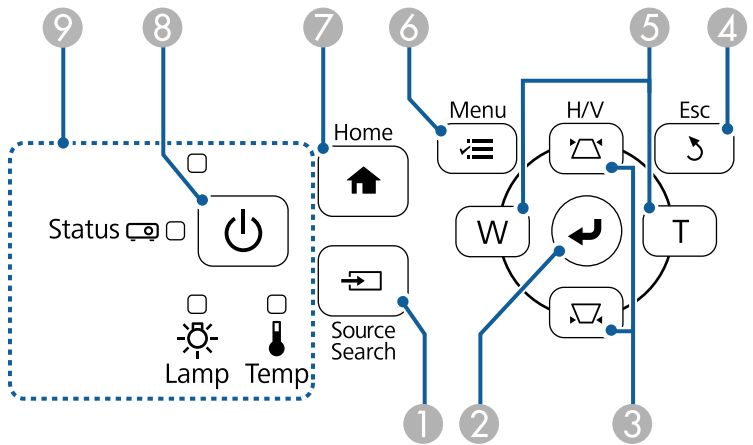 9 8 7 6 5 4
Menu H/V Esc
Home
Status
W T
Source
Search
Lamp Temp
1 2 3